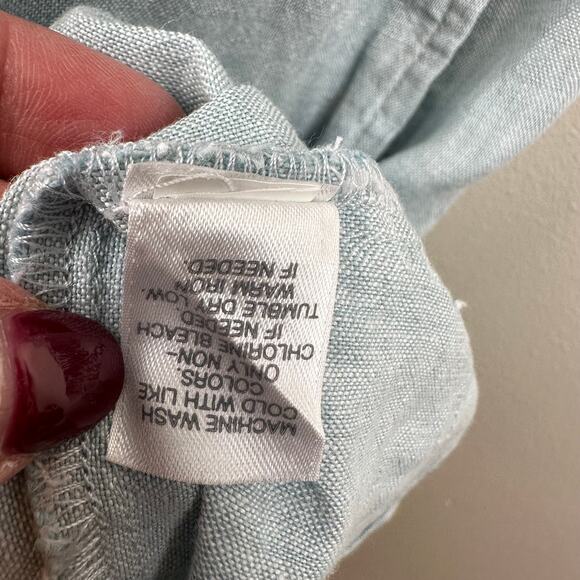 MACHINE WASH
COLD WITH LIKE
COLORS.
ONLY NON-
CHLORINE BLEACH
IF NEEDED.
TUMBLE DRY LOW.
WARM IRON
IF NEEDED.